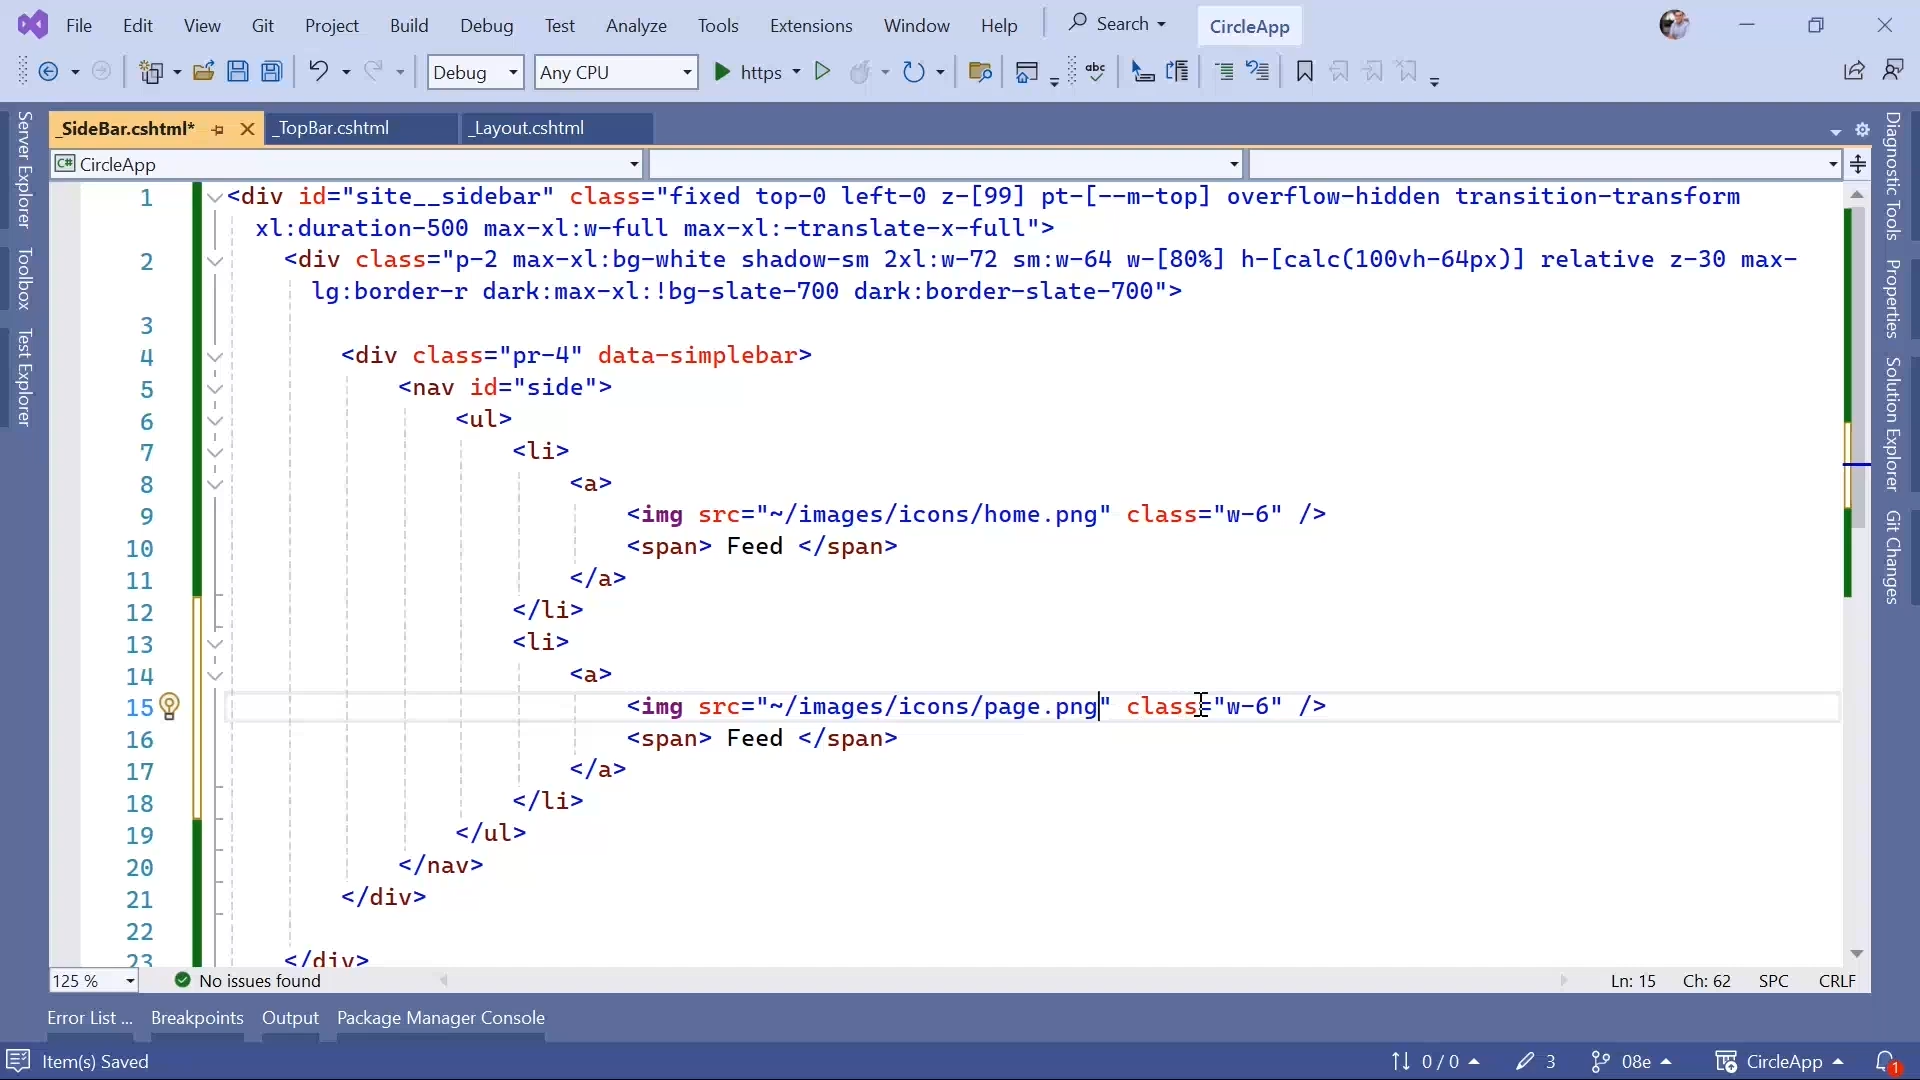 File Edit View Git Project Build Debug Test Analyze Tools Extensions Window Help Search CircleApp
Debug Any CPU https abc
_SideBar.cshtml* _TopBar.cshtml _Layout.cshtml
C# CircleApp
Server Explorer
Toolbox
Test Explorer
1 <div id="site__sidebar" class="fixed top-0 left-0 z-[99] pt-[--m-top] overflow-hidden transition-transform
xl:duration-500 max-xl:w-full max-xl:-translate-x-full">
2 <div class="p-2 max-xl:bg-white shadow-sm 2xl:w-72 sm:w-64 w-[80%] h-[calc(100vh-64px)] relative z-30 max-
lg:border-r dark:max-xl:!bg-slate-700 dark:border-slate-700">
3
4 <div class="pr-4" data-simplebar>
5 <nav id="side">
6 <ul>
7 <li>
8 <a>
9 <img src="~/images/icons/home.png" class="w-6" />
10 <span> Feed </span>
11 </a>
12 </li>
13 <li>
14 <a>
15 <img src="~/images/icons/page.png" class="w-6" />
16 <span> Feed </span>
17 </a>
18 </li>
19 </ul>
20 </nav>
21 </div>
22
23 </div>
Diagnostic Tools
Properties
Solution Explorer
Git Changes
125 % No issues found Ln: 15 Ch: 62 SPC CRLF
Error List ... Breakpoints Output Package Manager Console
Item(s) Saved 0 / 0 3 08e CircleApp 1